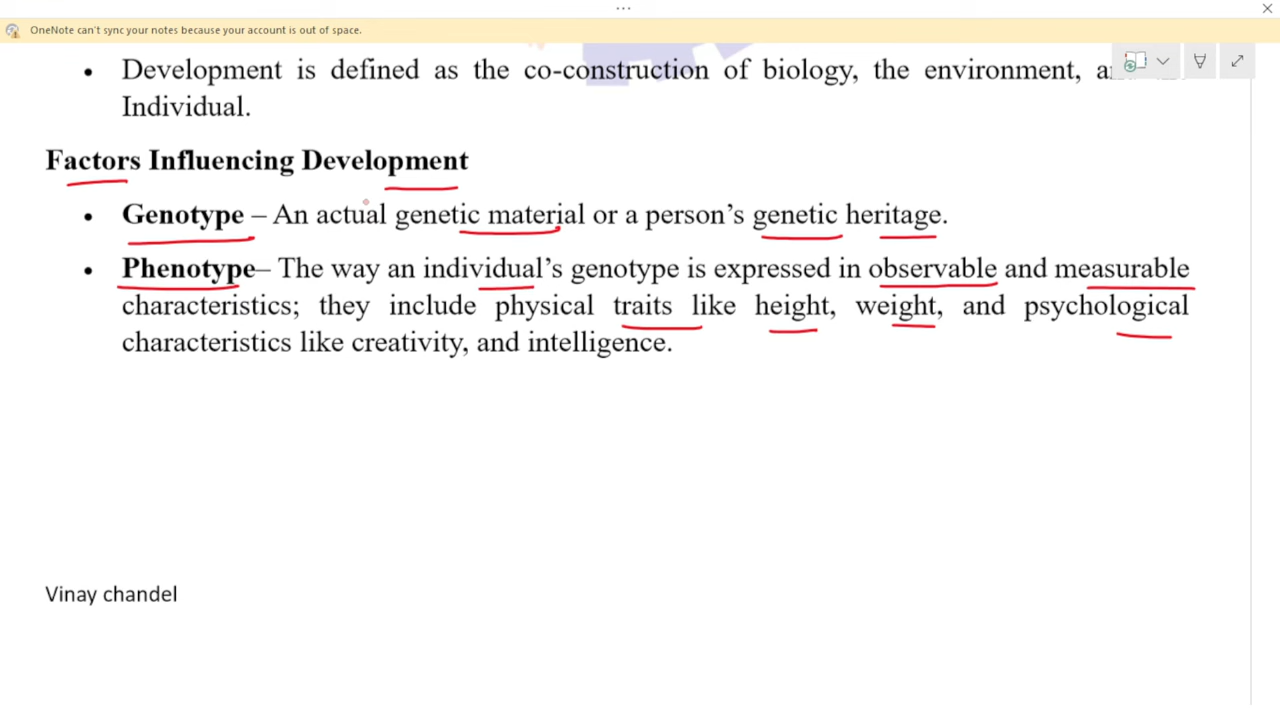 OneNote can't sync your notes because your account is out of space.
• Development is defined as the co-construction of biology, the environment,
Individual.
Factors Influencing Development
• Genotype – An actual genetic material or a person's genetic heritage.
• Phenotype– The way an individual's genotype is expressed in observable and measurable
characteristics; they include physical traits like height, weight, and psychological
characteristics like creativity, and intelligence.
Vinay chandel